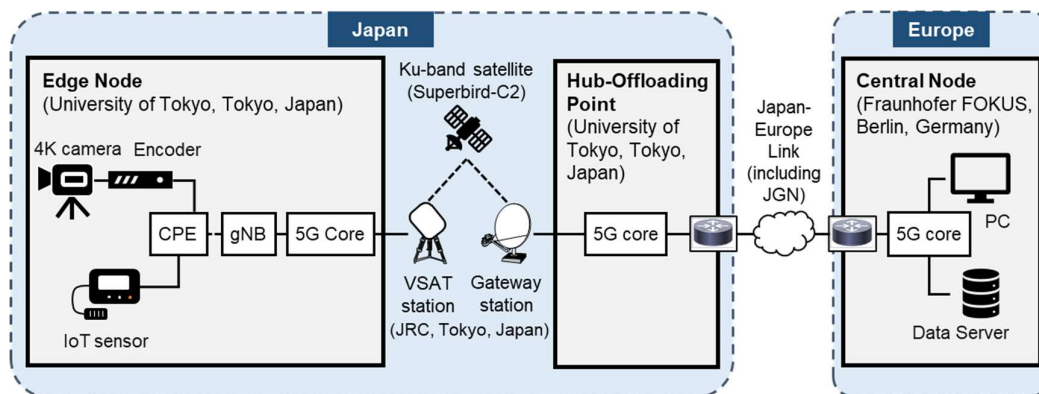 Japan
Europe
Edge Node
(University of Tokyo, Tokyo, Japan)
4K camera
Encoder
CPE
gNB
5G Core
IoT sensor
Ku-band satellite
(Superbird-C2)
VSAT
station
Gateway
station
(JRC, Tokyo, Japan)
Hub-Offloading
Point
(University of
Tokyo, Tokyo,
Japan)
5G core
Japan-
Europe
Link
(including
JGN)
Central Node
(Fraunhofer FOKUS,
Berlin, Germany)
5G core
PC
Data Server